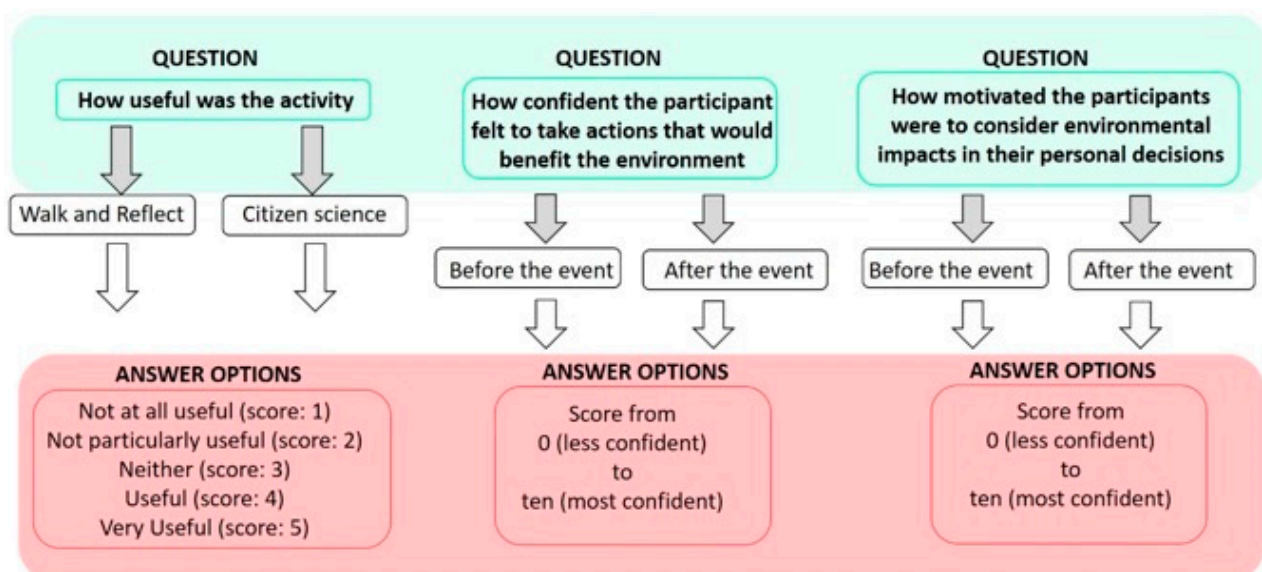 QUESTION
How useful was the activity
Walk and Reflect
Citizen science
ANSWER OPTIONS
Not at all useful (score: 1)
Not particularly useful (score: 2)
Neither (score: 3)
Useful (score: 4)
Very Useful (score: 5)
QUESTION
How confident the participant
felt to take actions that would
benefit the environment
Before the event
After the event
ANSWER OPTIONS
Score from
0 (less confident)
to
ten (most confident)
QUESTION
How motivated the participants
were to consider environmental
impacts in their personal decisions
Before the event
After the event
ANSWER OPTIONS
Score from
0 (less confident)
to
ten (most confident)